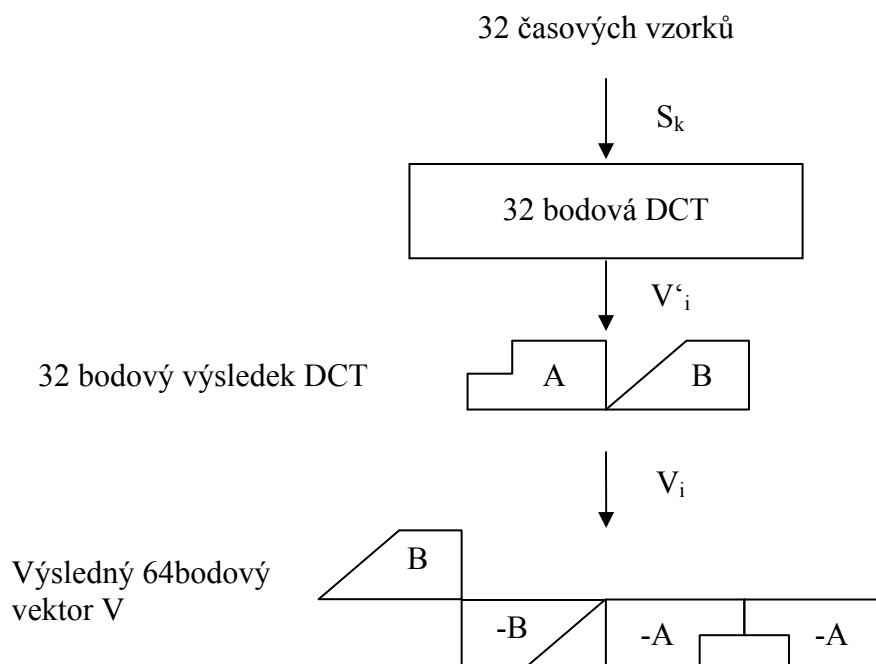 32 časových vzorků
Sk
32 bodová DCT
V‘i
32 bodový výsledek DCT
A
B
Vi
Výsledný 64bodový
vektor V
B
-B
-A
-A